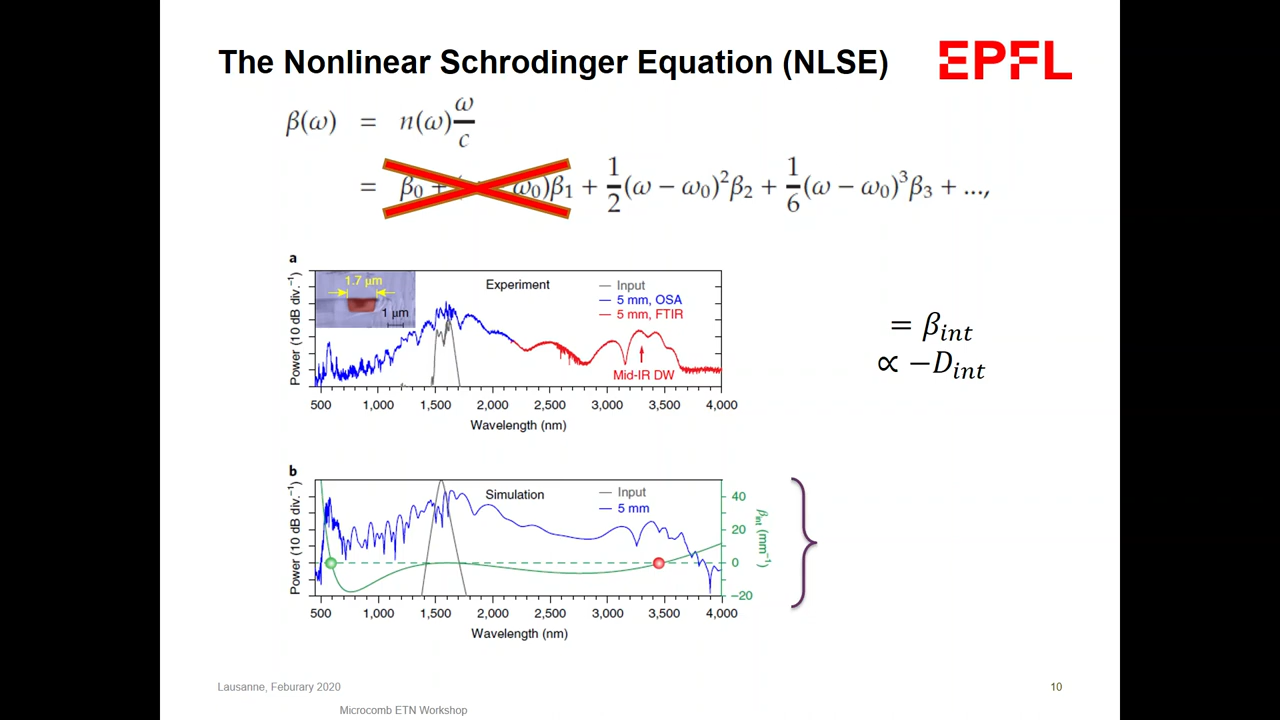 The Nonlinear Schrodinger Equation (NLSE)
EPFL
β(ω) = n(ω) ω/c
= β0 + ω0)β1 + 1/2 (ω − ω0)²β2 + 1/6 (ω − ω0)³β3 + ...,
a
1.7 µm
1 µm
Experiment
Input
5 mm, OSA
5 mm, FTIR
Mid-IR DW
Power (10 dB div.⁻¹)
500 1,000 1,500 2,000 2,500 3,000 3,500 4,000
Wavelength (nm)
= βint
∝ −Dint
b
Simulation
Input
5 mm
Power (10 dB div.⁻¹)
40
20
0
−20
βint (mm⁻¹)
500 1,000 1,500 2,000 2,500 3,000 3,500 4,000
Wavelength (nm)
Lausanne, Feburary 2020
10
Microcomb ETN Workshop